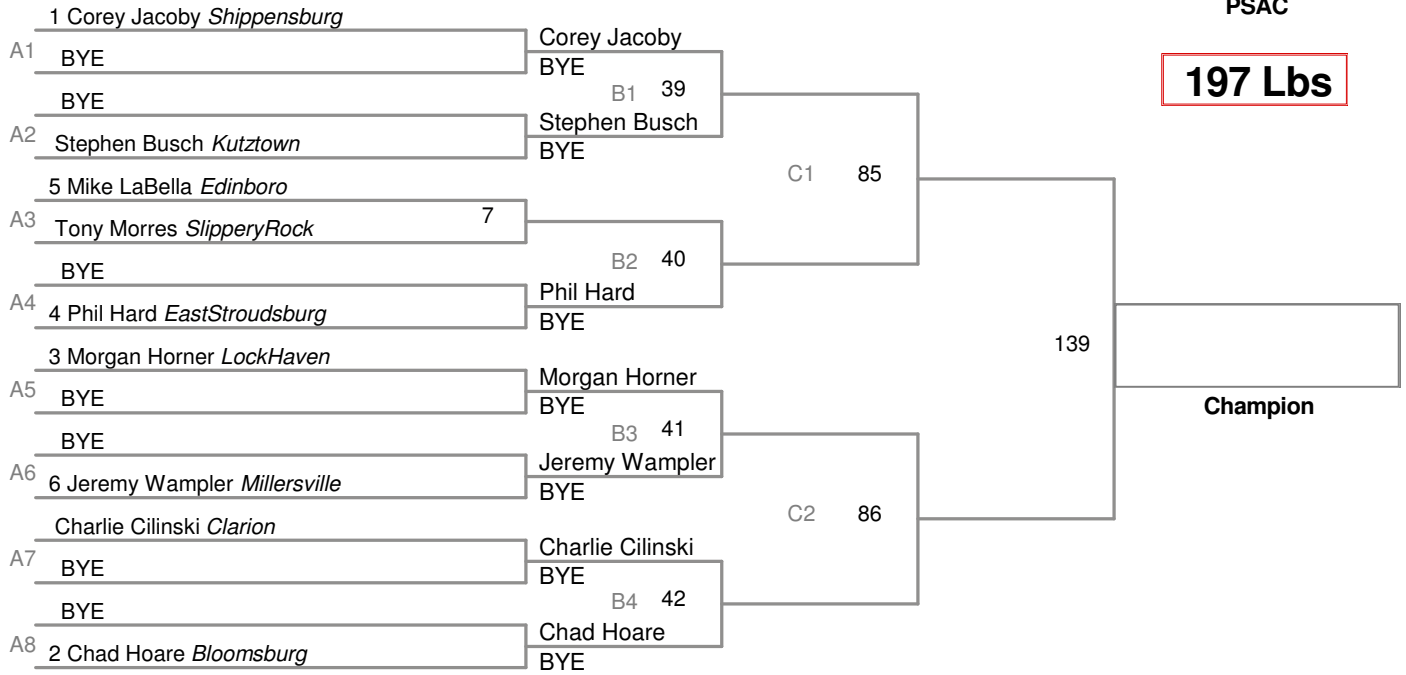 PSAC
197 Lbs
1 Corey Jacoby Shippensburg
A1
BYE
Corey Jacoby
BYE
B1 39
BYE
A2
Stephen Busch Kutztown
Stephen Busch
BYE
C1 85
5 Mike LaBella Edinboro
A3
Tony Morres SlipperyRock
7
B2 40
BYE
A4
4 Phil Hard EastStroudsburg
Phil Hard
BYE
139
Champion
3 Morgan Horner LockHaven
A5
BYE
Morgan Horner
BYE
B3 41
BYE
A6
6 Jeremy Wampler Millersville
Jeremy Wampler
BYE
C2 86
Charlie Cilinski Clarion
A7
BYE
Charlie Cilinski
BYE
B4 42
BYE
A8
2 Chad Hoare Bloomsburg
Chad Hoare
BYE